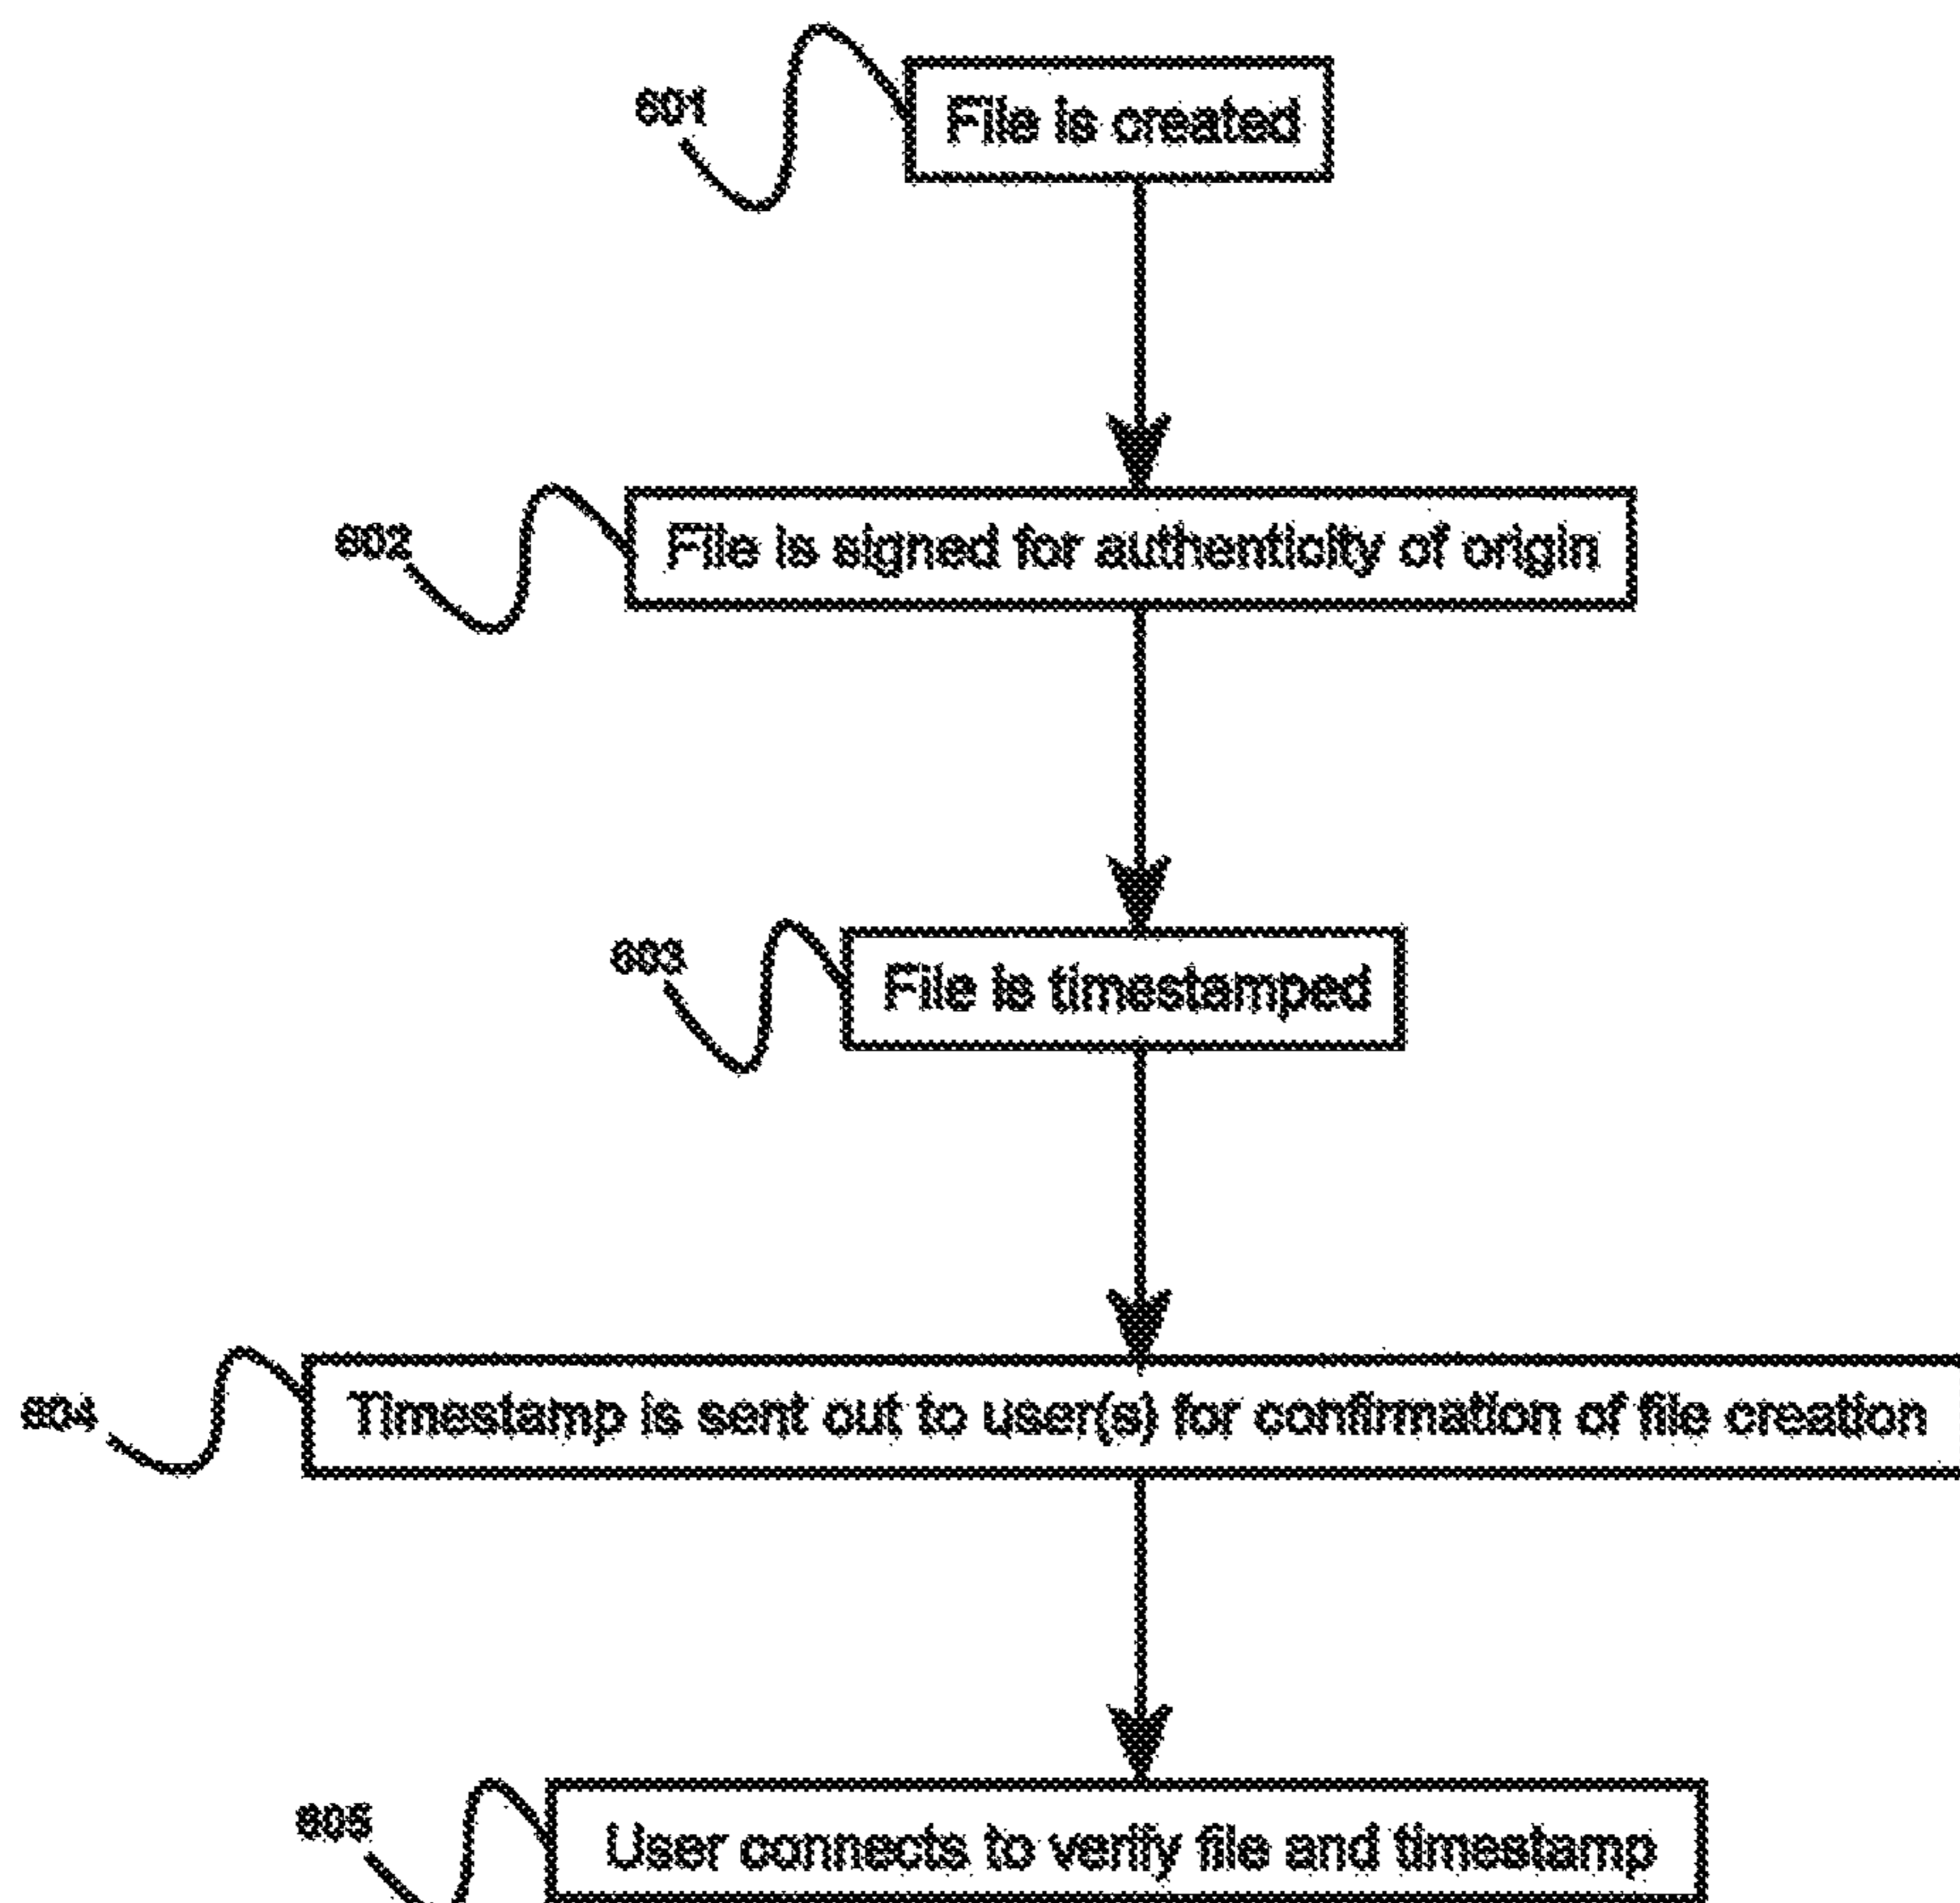 601
File is created
602
File is signed for authenticity of origin
603
File is timestamped
604
Timestamp is sent out to user(s) for confirmation of file creation
605
User connects to verify file and timestamp